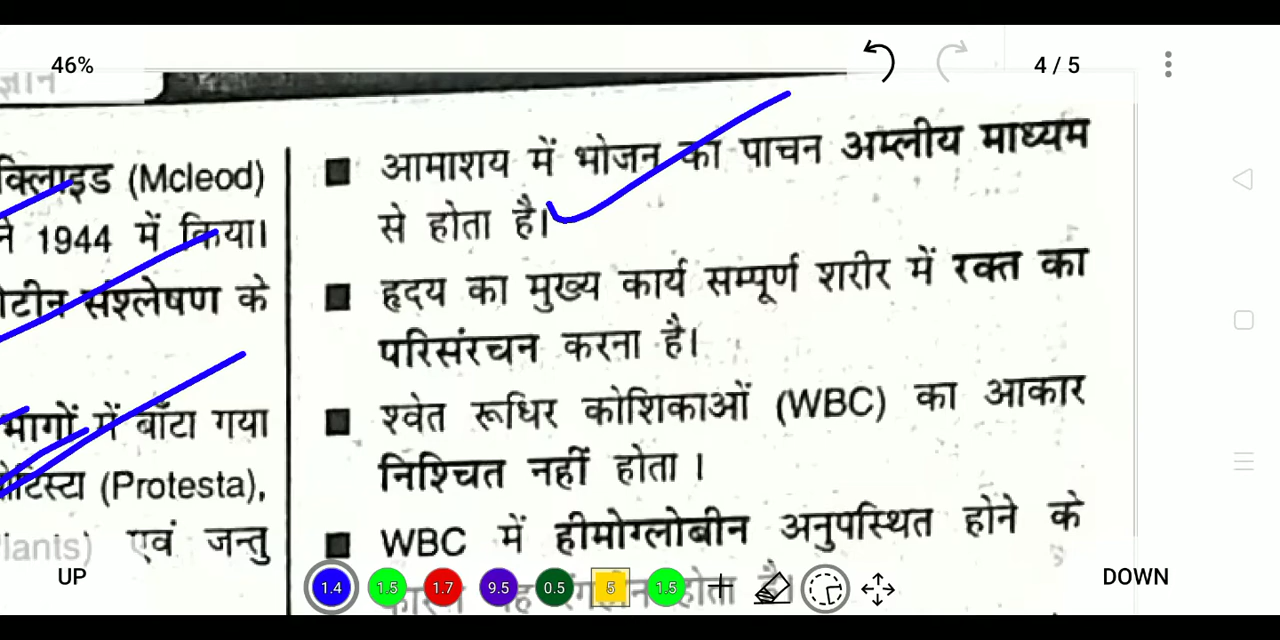 46%
4 / 5
ज्ञान
क्लिाइड (Mcleod)
ने 1944 में किया।
प्रोटीन संश्लेषण के
भागों में बाँटा गया
प्रोटिस्टा (Protesta),
lants) एवं जन्तु
आमाशय में भोजन का पाचन अम्लीय माध्यम
से होता है।
हृदय का मुख्य कार्य सम्पूर्ण शरीर में रक्त का
परिसंरचन करना है।
श्वेत रूधिर कोशिकाओं (WBC) का आकार
निश्चित नहीं होता ।
WBC में हीमोग्लोबीन अनुपस्थित होने के
होता है।
UP
1.4 1.5 1.7 9.5 0.5 5 1.5
DOWN